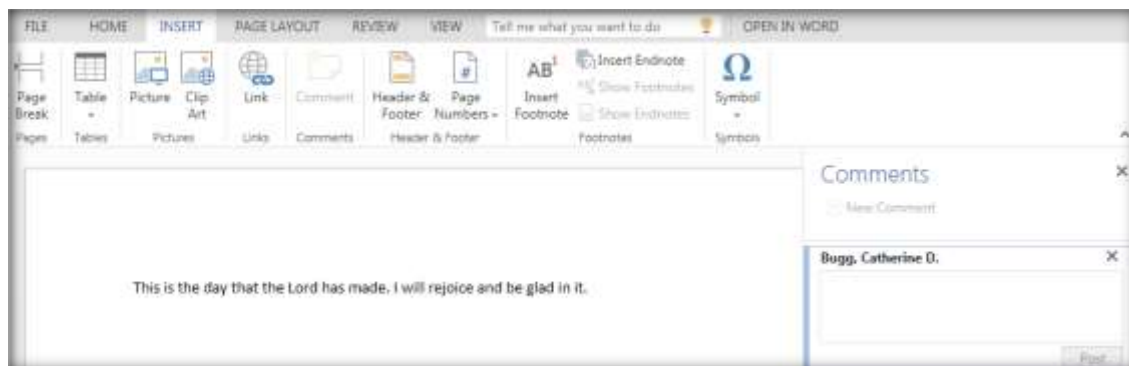 FILE HOME INSERT PAGE LAYOUT REVIEW VIEW Tell me what you want to do OPEN IN WORD
Page Break Table Picture Clip Art Link Comment Header & Footer Page Numbers AB¹ Insert Footnote Insert Endnote Show Footnotes Show Endnotes Ω Symbol
Pages Tables Pictures Links Comments Header & Footer Footnotes Symbols
Comments
New Comment
Bugg, Catherine D.
This is the day that the Lord has made. I will rejoice and be glad in it.
Post